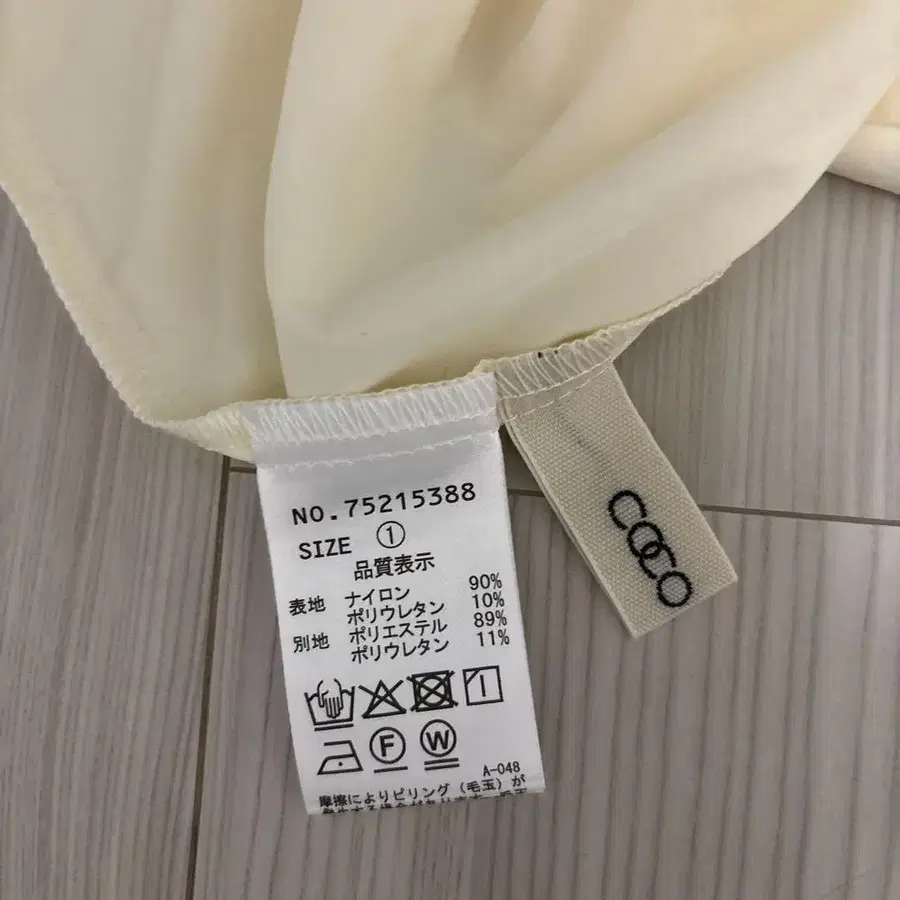 NO.75215388
SIZE ①
品質表示
表地 ナイロン 90%
ポリウレタン 10%
別地 ポリエステル 89%
ポリウレタン 11%
F W
A-048
摩擦によりピリング(毛玉)が
COCO